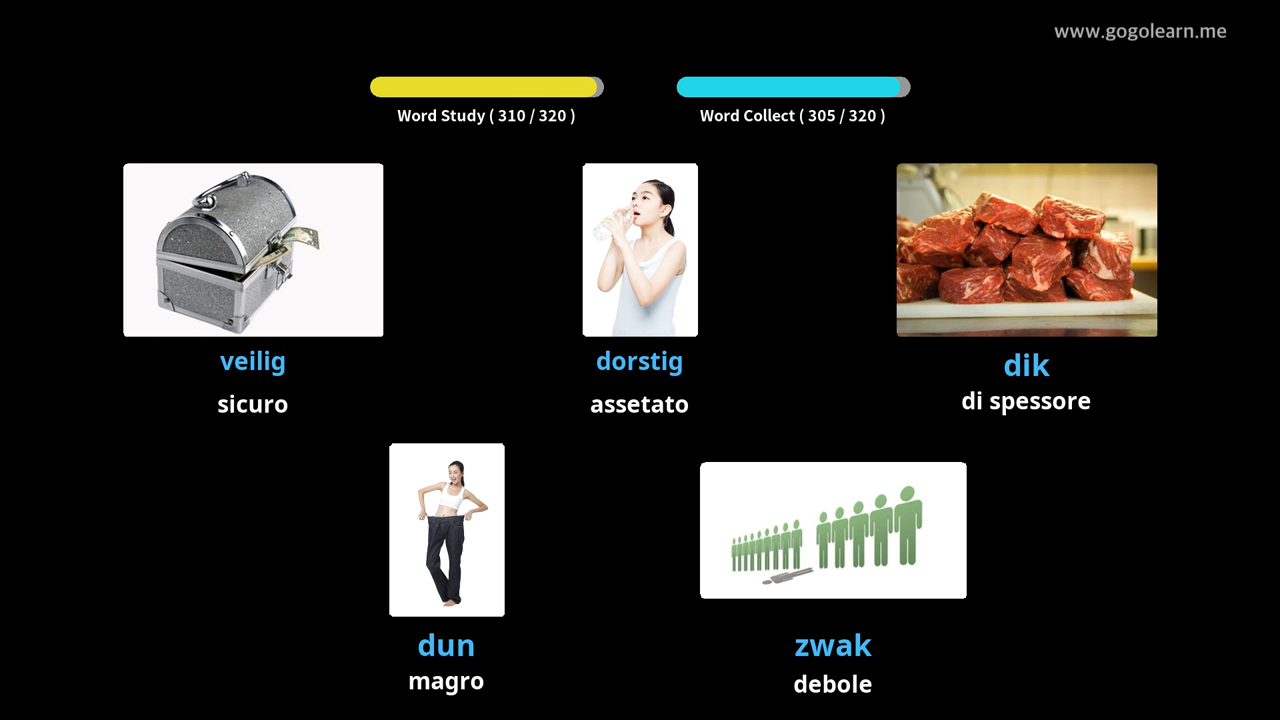 www.gogolearn.me
Word Study ( 310 / 320 )
Word Collect ( 305 / 320 )
veilig
sicuro
dorstig
assetato
dik
di spessore
dun
magro
zwak
debole